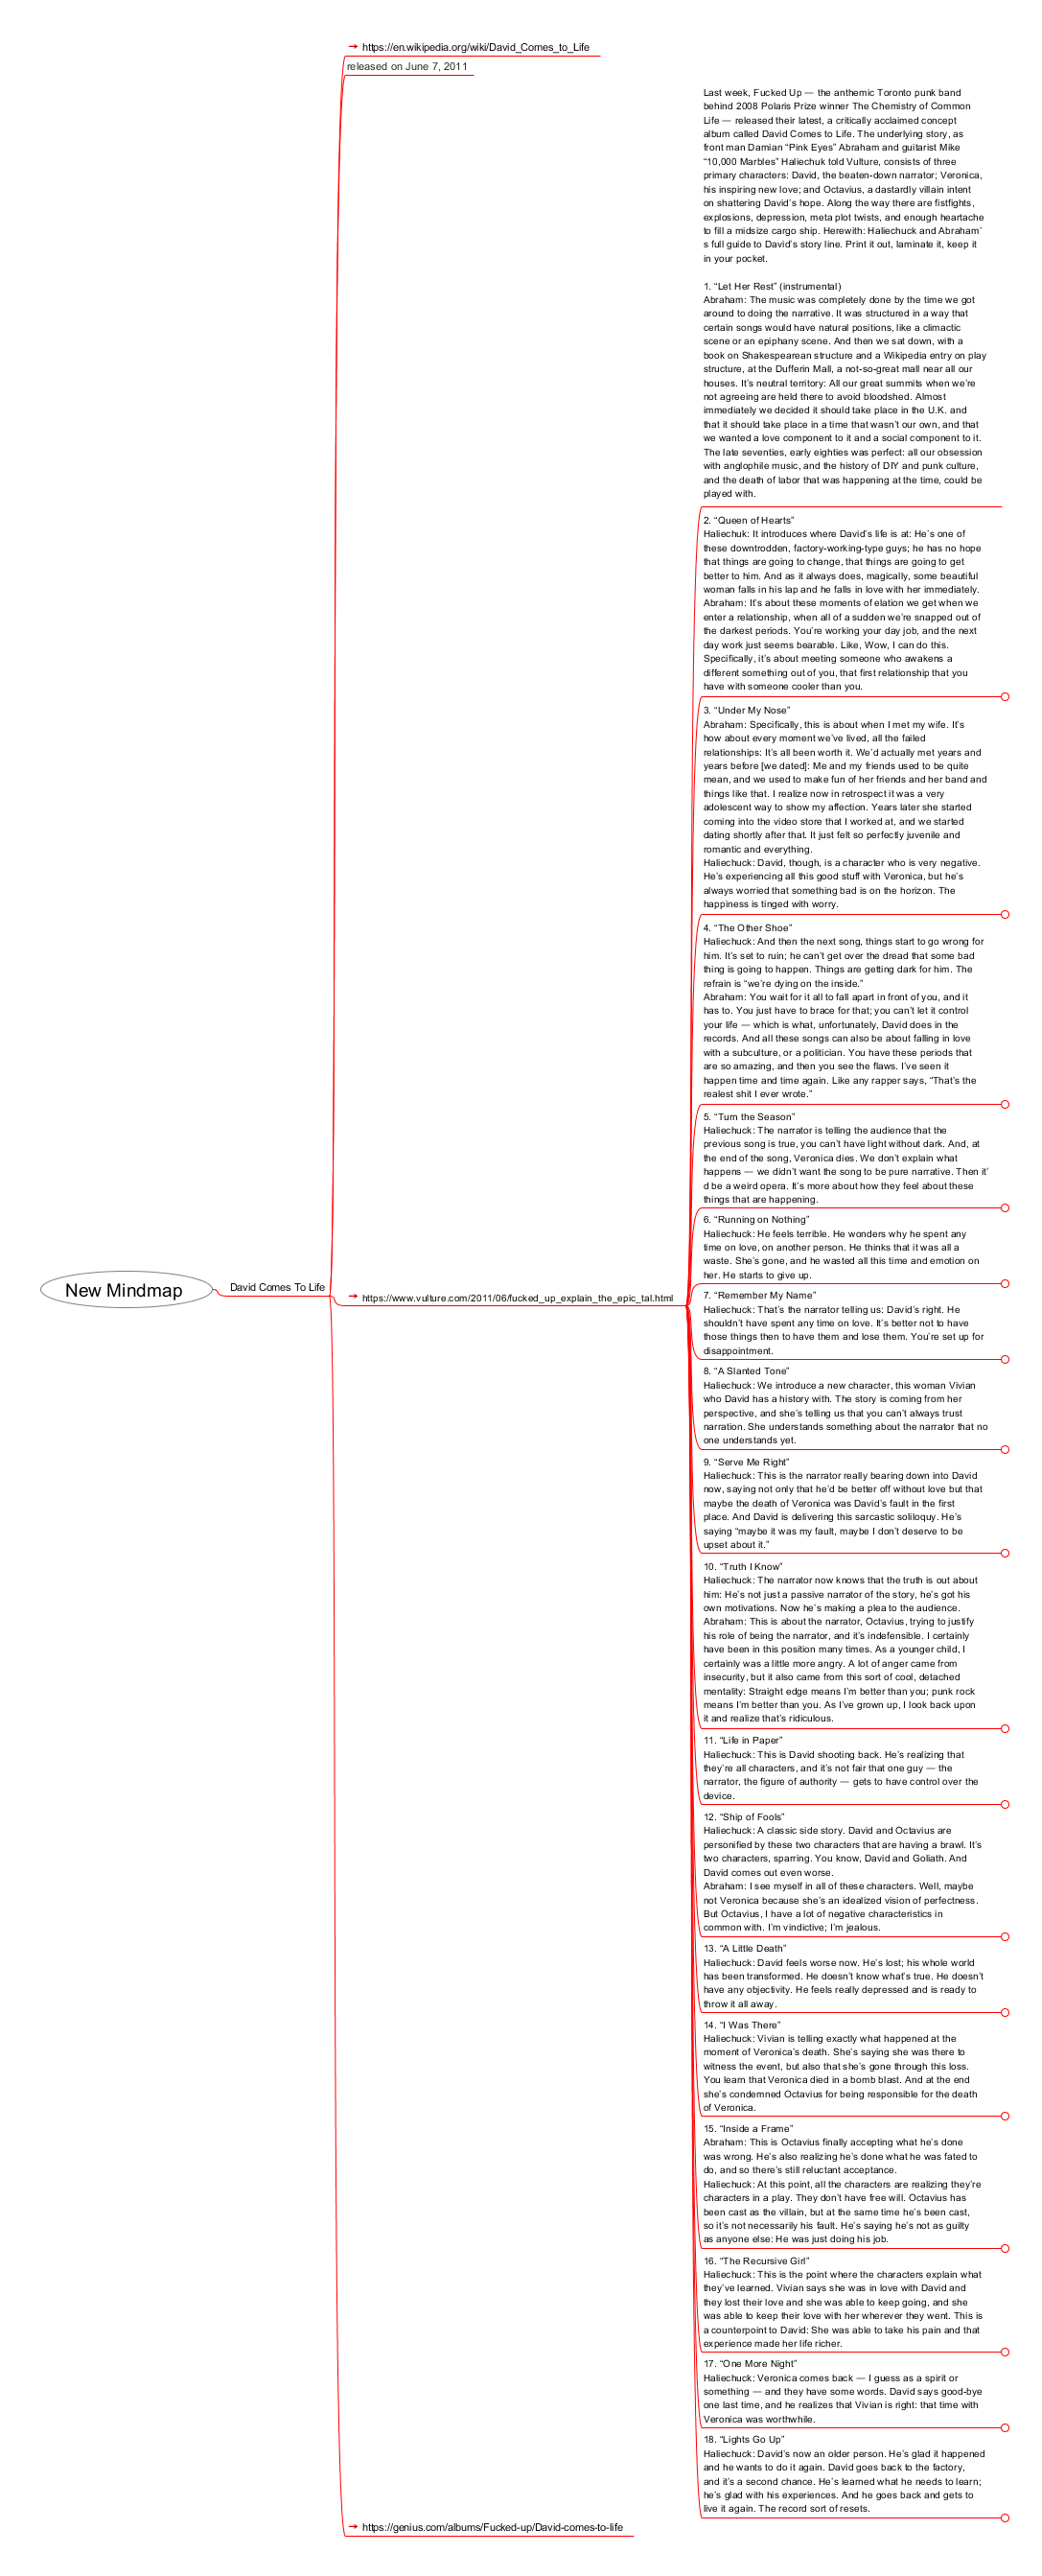 New Mindmap
David Comes To Life
https://en.wikipedia.org/wiki/David_Comes_to_Life
released on June 7, 2011
https://www.vulture.com/2011/06/fucked_up_explain_the_epic_tal.html
Last week, Fucked Up — the anthemic Toronto punk band
behind 2008 Polaris Prize winner The Chemistry of Common
Life — released their latest, a critically acclaimed concept
album called David Comes to Life. The underlying story, as
front man Damian “Pink Eyes” Abraham and guitarist Mike
“10,000 Marbles” Haliechuk told Vulture, consists of three
primary characters: David, the beaten-down narrator; Veronica,
his inspiring new love; and Octavius, a dastardly villain intent
on shattering David’s hope. Along the way there are fistfights,
explosions, depression, meta plot twists, and enough heartache
to fill a midsize cargo ship. Herewith: Haliechuck and Abraham’
s full guide to David’s story line. Print it out, laminate it, keep it
in your pocket.
1. “Let Her Rest” (instrumental)
Abraham: The music was completely done by the time we got
around to doing the narrative. It was structured in a way that
certain songs would have natural positions, like a climactic
scene or an epiphany scene. And then we sat down, with a
book on Shakespearean structure and a Wikipedia entry on play
structure, at the Dufferin Mall, a not-so-great mall near all our
houses. It’s neutral territory: All our great summits when we’re
not agreeing are held there to avoid bloodshed. Almost
immediately we decided it should take place in the U.K. and
that it should take place in a time that wasn’t our own, and that
we wanted a love component to it and a social component to it.
The late seventies, early eighties was perfect: all our obsession
with anglophile music, and the history of DIY and punk culture,
and the death of labor that was happening at the time, could be
played with.
2. “Queen of Hearts”
Haliechuk: It introduces where David’s life is at: He’s one of
these downtrodden, factory-working-type guys; he has no hope
that things are going to change, that things are going to get
better to him. And as it always does, magically, some beautiful
woman falls in his lap and he falls in love with her immediately.
Abraham: It’s about these moments of elation we get when we
enter a relationship, when all of a sudden we’re snapped out of
the darkest periods. You’re working your day job, and the next
day work just seems bearable. Like, Wow, I can do this.
Specifically, it’s about meeting someone who awakens a
different something out of you, that first relationship that you
have with someone cooler than you.
3. “Under My Nose”
Abraham: Specifically, this is about when I met my wife. It’s
how about every moment we’ve lived, all the failed
relationships: It’s all been worth it. We’d actually met years and
years before [we dated]: Me and my friends used to be quite
mean, and we used to make fun of her friends and her band and
things like that. I realize now in retrospect it was a very
adolescent way to show my affection. Years later she started
coming into the video store that I worked at, and we started
dating shortly after that. It just felt so perfectly juvenile and
romantic and everything.
Haliechuck: David, though, is a character who is very negative.
He’s experiencing all this good stuff with Veronica, but he’s
always worried that something bad is on the horizon. The
happiness is tinged with worry.
4. “The Other Shoe”
Haliechuck: And then the next song, things start to go wrong for
him. It’s set to ruin; he can’t get over the dread that some bad
thing is going to happen. Things are getting dark for him. The
refrain is “we’re dying on the inside.”
Abraham: You wait for it all to fall apart in front of you, and it
has to. You just have to brace for that; you can’t let it control
your life — which is what, unfortunately, David does in the
records. And all these songs can also be about falling in love
with a subculture, or a politician. You have these periods that
are so amazing, and then you see the flaws. I’ve seen it
happen time and time again. Like any rapper says, “That’s the
realest shit I ever wrote.”
5. “Turn the Season”
Haliechuck: The narrator is telling the audience that the
previous song is true, you can’t have light without dark. And, at
the end of the song, Veronica dies. We don’t explain what
happens — we didn’t want the song to be pure narrative. Then it’
d be a weird opera. It’s more about how they feel about these
things that are happening.
6. “Running on Nothing”
Haliechuck: He feels terrible. He wonders why he spent any
time on love, on another person. He thinks that it was all a
waste. She’s gone, and he wasted all this time and emotion on
her. He starts to give up.
7. “Remember My Name”
Haliechuck: That’s the narrator telling us: David’s right. He
shouldn’t have spent any time on love. It’s better not to have
those things then to have them and lose them. You’re set up for
disappointment.
8. “A Slanted Tone”
Haliechuck: We introduce a new character, this woman Vivian
who David has a history with. The story is coming from her
perspective, and she’s telling us that you can’t always trust
narration. She understands something about the narrator that no
one understands yet.
9. “Serve Me Right”
Haliechuck: This is the narrator really bearing down into David
now, saying not only that he’d be better off without love but that
maybe the death of Veronica was David’s fault in the first
place. And David is delivering this sarcastic soliloquy. He’s
saying “maybe it was my fault, maybe I don’t deserve to be
upset about it.”
10. “Truth I Know”
Haliechuck: The narrator now knows that the truth is out about
him: He’s not just a passive narrator of the story, he’s got his
own motivations. Now he’s making a plea to the audience.
Abraham: This is about the narrator, Octavius, trying to justify
his role of being the narrator, and it’s indefensible. I certainly
have been in this position many times. As a younger child, I
certainly was a little more angry. A lot of anger came from
insecurity, but it also came from this sort of cool, detached
mentality: Straight edge means I’m better than you; punk rock
means I’m better than you. As I’ve grown up, I look back upon
it and realize that’s ridiculous.
11. “Life in Paper”
Haliechuck: This is David shooting back. He’s realizing that
they’re all characters, and it’s not fair that one guy — the
narrator, the figure of authority — gets to have control over the
device.
12. “Ship of Fools”
Haliechuck: A classic side story. David and Octavius are
personified by these two characters that are having a brawl. It’s
two characters, sparring. You know, David and Goliath. And
David comes out even worse.
Abraham: I see myself in all of these characters. Well, maybe
not Veronica because she’s an idealized vision of perfectness.
But Octavius, I have a lot of negative characteristics in
common with. I’m vindictive; I’m jealous.
13. “A Little Death”
Haliechuck: David feels worse now. He’s lost; his whole world
has been transformed. He doesn’t know what’s true. He doesn’t
have any objectivity. He feels really depressed and is ready to
throw it all away.
14. “I Was There”
Haliechuck: Vivian is telling exactly what happened at the
moment of Veronica’s death. She’s saying she was there to
witness the event, but also that she’s gone through this loss.
You learn that Veronica died in a bomb blast. And at the end
she’s condemned Octavius for being responsible for the death
of Veronica.
15. “Inside a Frame”
Abraham: This is Octavius finally accepting what he’s done
was wrong. He’s also realizing he’s done what he was fated to
do, and so there’s still reluctant acceptance.
Haliechuck: At this point, all the characters are realizing they’re
characters in a play. They don’t have free will. Octavius has
been cast as the villain, but at the same time he’s been cast,
so it’s not necessarily his fault. He’s saying he’s not as guilty
as anyone else: He was just doing his job.
16. “The Recursive Girl”
Haliechuck: This is the point where the characters explain what
they’ve learned. Vivian says she was in love with David and
they lost their love and she was able to keep going, and she
was able to keep their love with her wherever they went. This is
a counterpoint to David: She was able to take his pain and that
experience made her life richer.
17. “One More Night”
Haliechuck: Veronica comes back — I guess as a spirit or
something — and they have some words. David says good-bye
one last time, and he realizes that Vivian is right: that time with
Veronica was worthwhile.
18. “Lights Go Up”
Haliechuck: David’s now an older person. He’s glad it happened
and he wants to do it again. David goes back to the factory,
and it’s a second chance. He’s learned what he needs to learn;
he’s glad with his experiences. And he goes back and gets to
live it again. The record sort of resets.
https://genius.com/albums/Fucked-up/David-comes-to-life